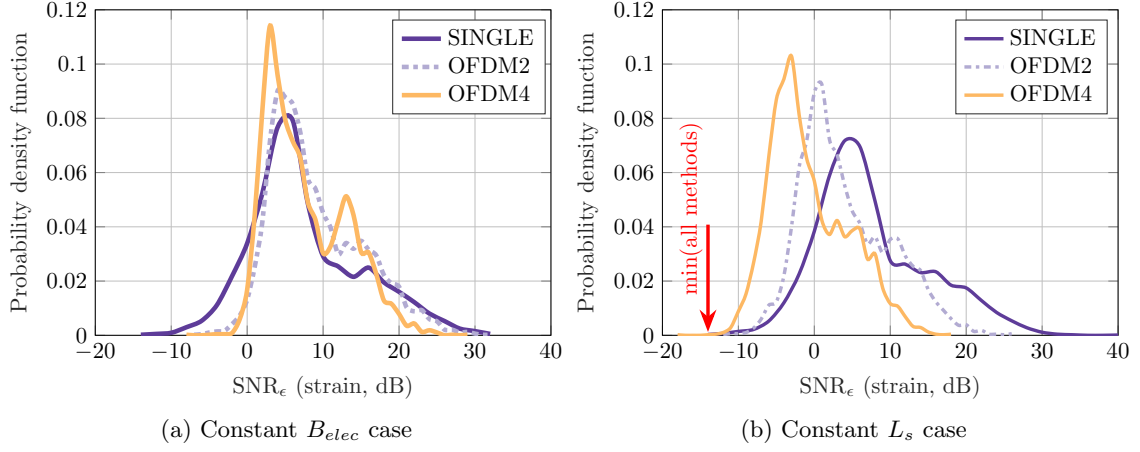 0.12
0.1
0.08
0.06
0.04
0.02
0
Probability density function
−20
−10
0
10
20
30
40
SNRϵ (strain, dB)
SINGLE
OFDM2
OFDM4
(a) Constant Belec case
0.12
0.1
0.08
0.06
0.04
0.02
0
Probability density function
−20
−10
0
10
20
30
40
SNRϵ (strain, dB)
SINGLE
OFDM2
OFDM4
min(all methods)
(b) Constant Ls case